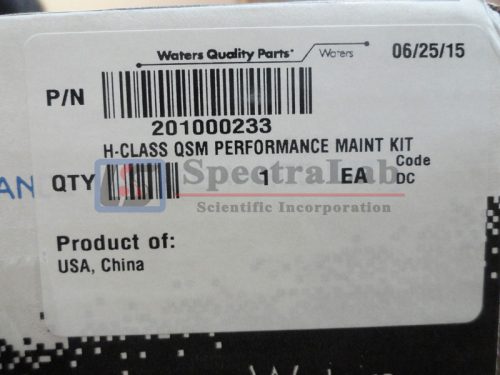 Waters Quality Parts
Waters
06/25/15
P/N
201000233
H-CLASS QSM PERFORMANCE MAINT KIT
QTY
1
EA
Code
DC
AN
SpectraLab
Scientific Incorporation
Product of:
USA, China